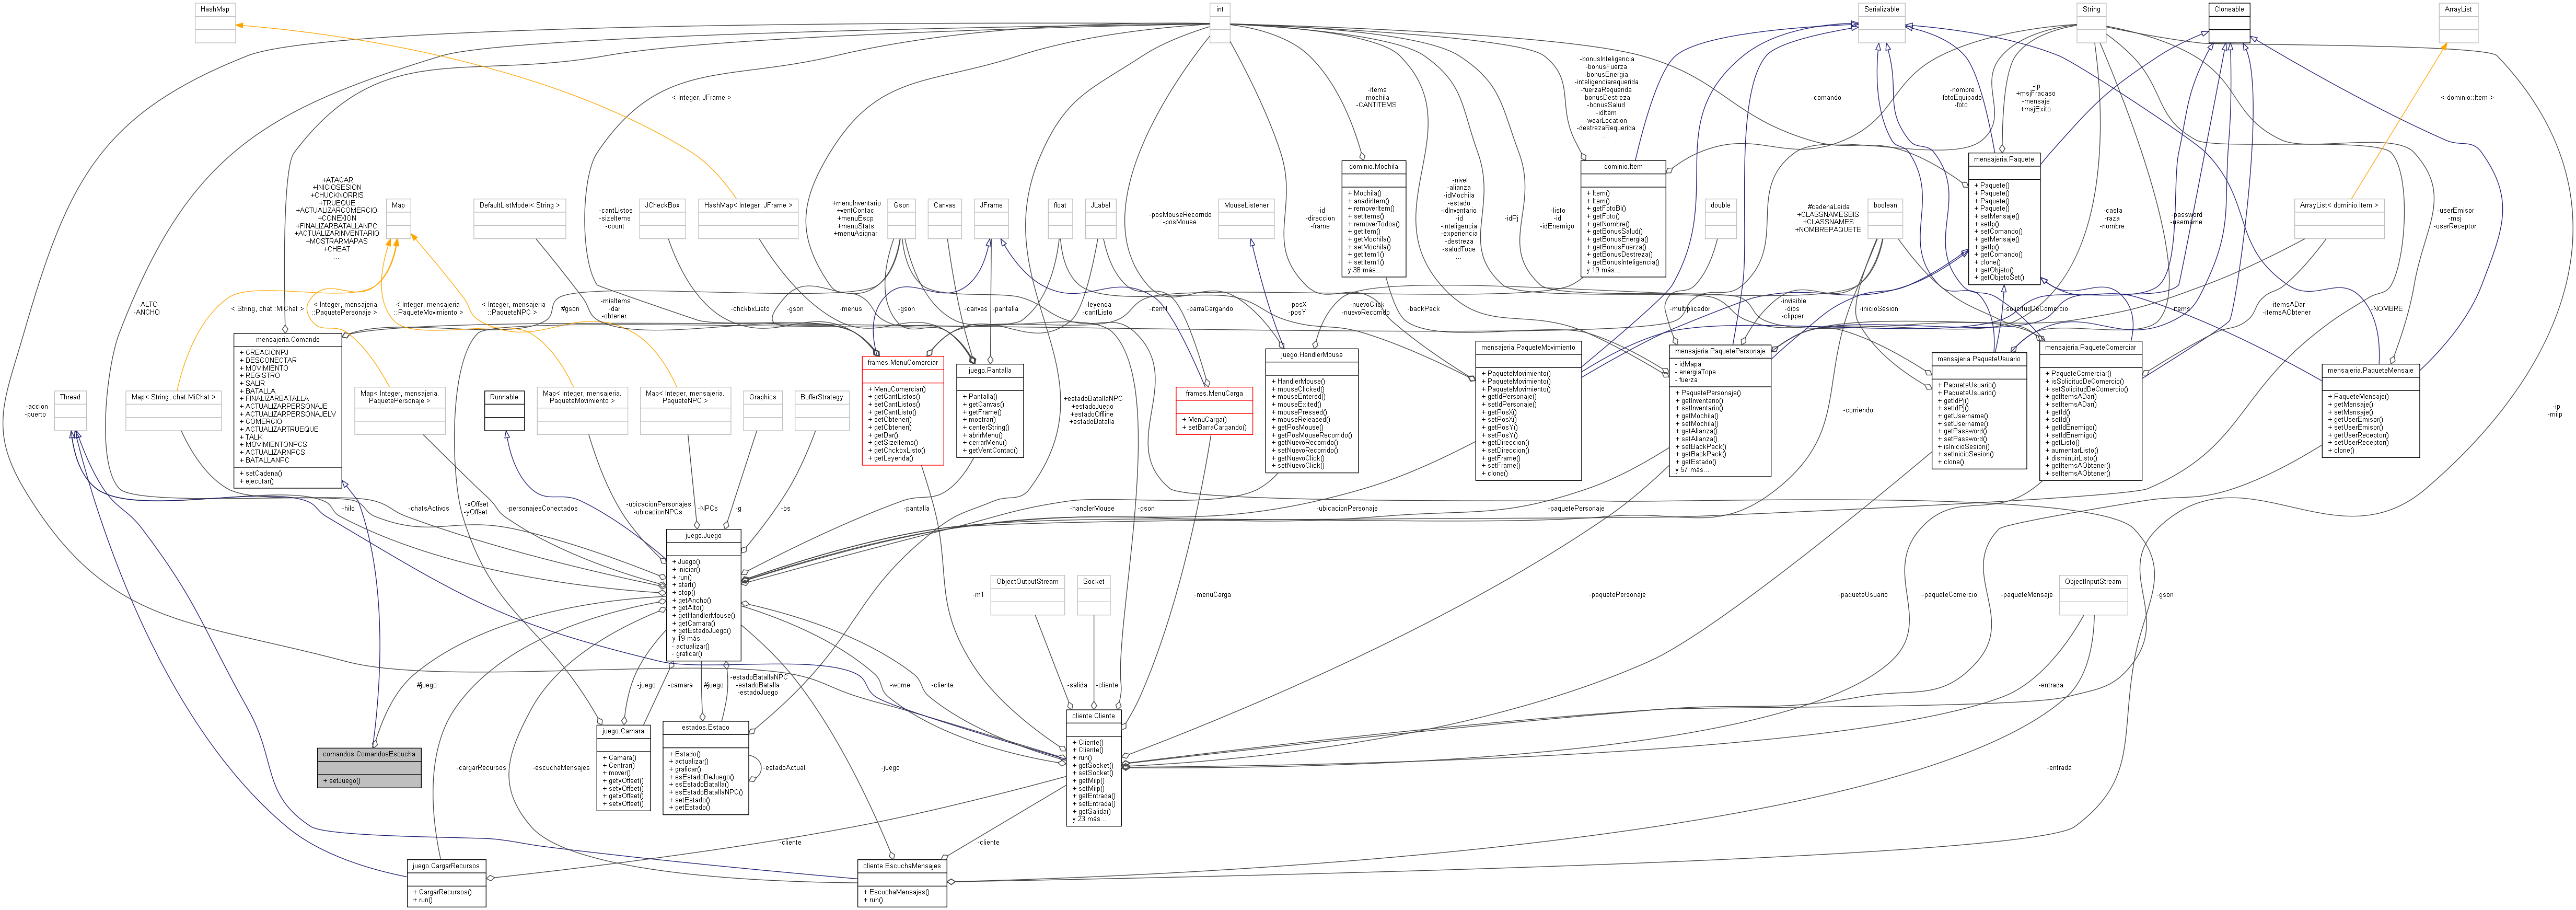 HashMap
int
Serializable
String
Cloneable
ArrayList
< Integer, JFrame >
-items
-mochila
-CANTITEMS
-bonusInteligencia
-bonusFuerza
-bonusEnergia
-inteligenciarequerida
-fuerzaRequerida
-bonusDestreza
-bonusSalud
-idItem
-wearLocation
-destrezaRequerida
...
-comando
-nombre
-fotoEquipado
-foto
-ip
+msjFracaso
-mensaje
+msjExito
< dominio::Item >
+ATACAR
+INICIOSESION
+CHUCKNORRIS
+TRUEQUE
+ACTUALIZARCOMERCIO
+CONEXION
+FINALIZARBATALLANPC
+ACTUALIZARINVENTARIO
+MOSTRARMAPAS
+CHEAT
...
Map
DefaultListModel< String >
-cantListos
-sizeItems
-count
JCheckBox
HashMap< Integer, JFrame >
+menuInventario
+ventContac
+menuEscp
+menuStats
+menuAsignar
Gson
Canvas
JFrame
float
JLabel
-posMouseRecorrido
-posMouse
MouseListener
-id
-direccion
-frame
dominio.Mochila
+ Mochila()
+ anadirItem()
+ removerItem()
+ setItems()
+ removerTodos()
+ getItem()
+ getMochila()
+ setMochila()
+ getItem1()
+ setItem1()
y 38 más...
-nivel
-alianza
-idMochila
-estado
-idInventario
-id
-inteligencia
-experiencia
-destreza
-saludTope
...
-idPj
-listo
-id
-idEnemigo
dominio.Item
+ Item()
+ Item()
+ getFotoBI()
+ getFoto()
+ getNombre()
+ getBonusSalud()
+ getBonusEnergia()
+ getBonusFuerza()
+ getBonusDestreza()
+ getBonusInteligencia()
y 19 más...
double
#cadenaLeida
+CLASSNAMESBIS
+CLASSNAMES
+NOMBREPAQUETE
boolean
mensajeria.Paquete
+ Paquete()
+ Paquete()
+ Paquete()
+ setMensaje()
+ setIp()
+ setComando()
+ getMensaje()
+ getIp()
+ getComando()
+ clone()
+ getObjeto()
+ getObjetoSet()
-casta
-raza
-nombre
-password
-username
ArrayList< dominio.Item >
-userEmisor
-msj
-userReceptor
-ALTO
-ANCHO
< String, chat::MiChat >
< Integer, mensajeria
::PaquetePersonaje >
< Integer, mensajeria
::PaqueteMovimiento >
< Integer, mensajeria
::PaqueteNPC >
#gson
-misItems
-dar
-obtener
-chckbxListo
-gson
-menus
-gson
-canvas
-pantalla
-item1
-leyenda
-cantListo
-barraCargando
-posX
-posY
-nuevoClick
-nuevoRecorrido
-backPack
-multiplicador
-invisible
-dios
-clipper
-inicioSesion
-solicitudDeComercio
-items
-itemsADar
-itemsAObtener
-NOMBRE
mensajeria.Comando
+ CREACIONPJ
+ DESCONECTAR
+ MOVIMIENTO
+ REGISTRO
+ SALIR
+ BATALLA
+ FINALIZARBATALLA
+ ACTUALIZARPERSONAJE
+ ACTUALIZARPERSONAJELV
+ COMERCIO
+ ACTUALIZARTRUEQUE
+ TALK
+ MOVIMIENTONPCS
+ ACTUALIZARNPCS
+ BATALLANPC
+ setCadena()
+ ejecutar()
frames.MenuComerciar
+ MenuComerciar()
+ getCantListos()
+ setCantListos()
+ getCantListo()
+ getObtener()
+ getObtener()
+ getDar()
+ getSizeItems()
+ getChckbxListo()
+ getLeyenda()
juego.Pantalla
+ Pantalla()
+ getCanvas()
+ getFrame()
+ mostrar()
+ centerString()
+ abrirMenu()
+ cerrarMenu()
+ getVentContac()
frames.MenuCarga
+ MenuCarga()
+ setBarraCargando()
juego.HandlerMouse
+ HandlerMouse()
+ mouseClicked()
+ mouseEntered()
+ mouseExited()
+ mousePressed()
+ mouseReleased()
+ getPosMouse()
+ getPosMouseRecorrido()
+ getNuevoRecorrido()
+ setNuevoRecorrido()
+ getNuevoClick()
+ setNuevoClick()
mensajeria.PaqueteMovimiento
+ PaqueteMovimiento()
+ PaqueteMovimiento()
+ PaqueteMovimiento()
+ getIdPersonaje()
+ setIdPersonaje()
+ getPosX()
+ setPosX()
+ getPosY()
+ setPosY()
+ getDireccion()
+ setDireccion()
+ getFrame()
+ setFrame()
+ clone()
mensajeria.PaquetePersonaje
- idMapa
- energiaTope
- fuerza
+ PaquetePersonaje()
+ getInventario()
+ setInventario()
+ getMochila()
+ setMochila()
+ getAlianza()
+ setAlianza()
+ setBackPack()
+ getBackPack()
+ getEstado()
y 57 más...
mensajeria.PaqueteUsuario
+ PaqueteUsuario()
+ PaqueteUsuario()
+ getIdPj()
+ setIdPj()
+ getUsername()
+ setUsername()
+ getPassword()
+ setPassword()
+ isInicioSesion()
+ setInicioSesion()
+ clone()
mensajeria.PaqueteComerciar
+ PaqueteComerciar()
+ isSolicitudDeComercio()
+ setSolicitudDeComercio()
+ getItemsADar()
+ setItemsADar()
+ getId()
+ setId()
+ getIdEnemigo()
+ setIdEnemigo()
+ getListo()
+ aumentarListo()
+ disminuirListo()
+ getItemsAObtener()
+ setItemsAObtener()
mensajeria.PaqueteMensaje
+ PaqueteMensaje()
+ getMensaje()
+ setMensaje()
+ getUserEmisor()
+ setUserEmisor()
+ getUserReceptor()
+ setUserReceptor()
+ clone()
-accion
-puerto
Thread
Map< String, chat.MiChat >
Map< Integer, mensajeria.
PaquetePersonaje >
Runnable
Map< Integer, mensajeria.
PaqueteMovimiento >
Map< Integer, mensajeria.
PaqueteNPC >
Graphics
BufferStrategy
+estadoBatallaNPC
+estadoJuego
+estadoOffline
+estadoBatalla
-corriendo
-ip
-milp
-hilo
-chatsActivos
-xOffset
-yOffset
-personajesConectados
-ubicacionPersonajes
-ubicacionNPCs
-NPCs
-g
-bs
-pantalla
-gson
-handlerMouse
-ubicacionPersonaje
-paquetePersonaje
juego.Juego
+ Juego()
+ iniciar()
+ run()
+ start()
+ stop()
+ getAncho()
+ getAlto()
+ getHandlerMouse()
+ getCamara()
+ getEstadoJuego()
y 19 más...
- actualizar()
- graficar()
ObjectOutputStream
Socket
ObjectInputStream
-m1
-menuCarga
-paquetePersonaje
-paqueteUsuario
-paqueteComercio
-paqueteMensaje
-gson
#juego
-juego
-camara
#juego
-estadoBatallaNPC
-estadoBatalla
-estadoJuego
-wome
-cliente
-salida
-cliente
-entrada
comandos.ComandosEscucha
+ setJuego()
-cargarRecursos
-escuchaMensajes
juego.Camara
+ Camara()
+ Centrar()
+ mover()
+ getyOffset()
+ setyOffset()
+ getxOffset()
+ setxOffset()
estados.Estado
+ Estado()
+ actualizar()
+ graficar()
+ esEstadoDeJuego()
+ esEstadoBatalla()
+ esEstadoBatallaNPC()
+ setEstado()
+ getEstado()
-estadoActual
-juego
cliente.Cliente
+ Cliente()
+ Cliente()
+ run()
+ getSocket()
+ setSocket()
+ getMiIp()
+ setMiIp()
+ getEntrada()
+ setEntrada()
+ getSalida()
y 23 más...
-entrada
-cliente
-cliente
juego.CargarRecursos
+ CargarRecursos()
+ run()
cliente.EscuchaMensajes
+ EscuchaMensajes()
+ run()